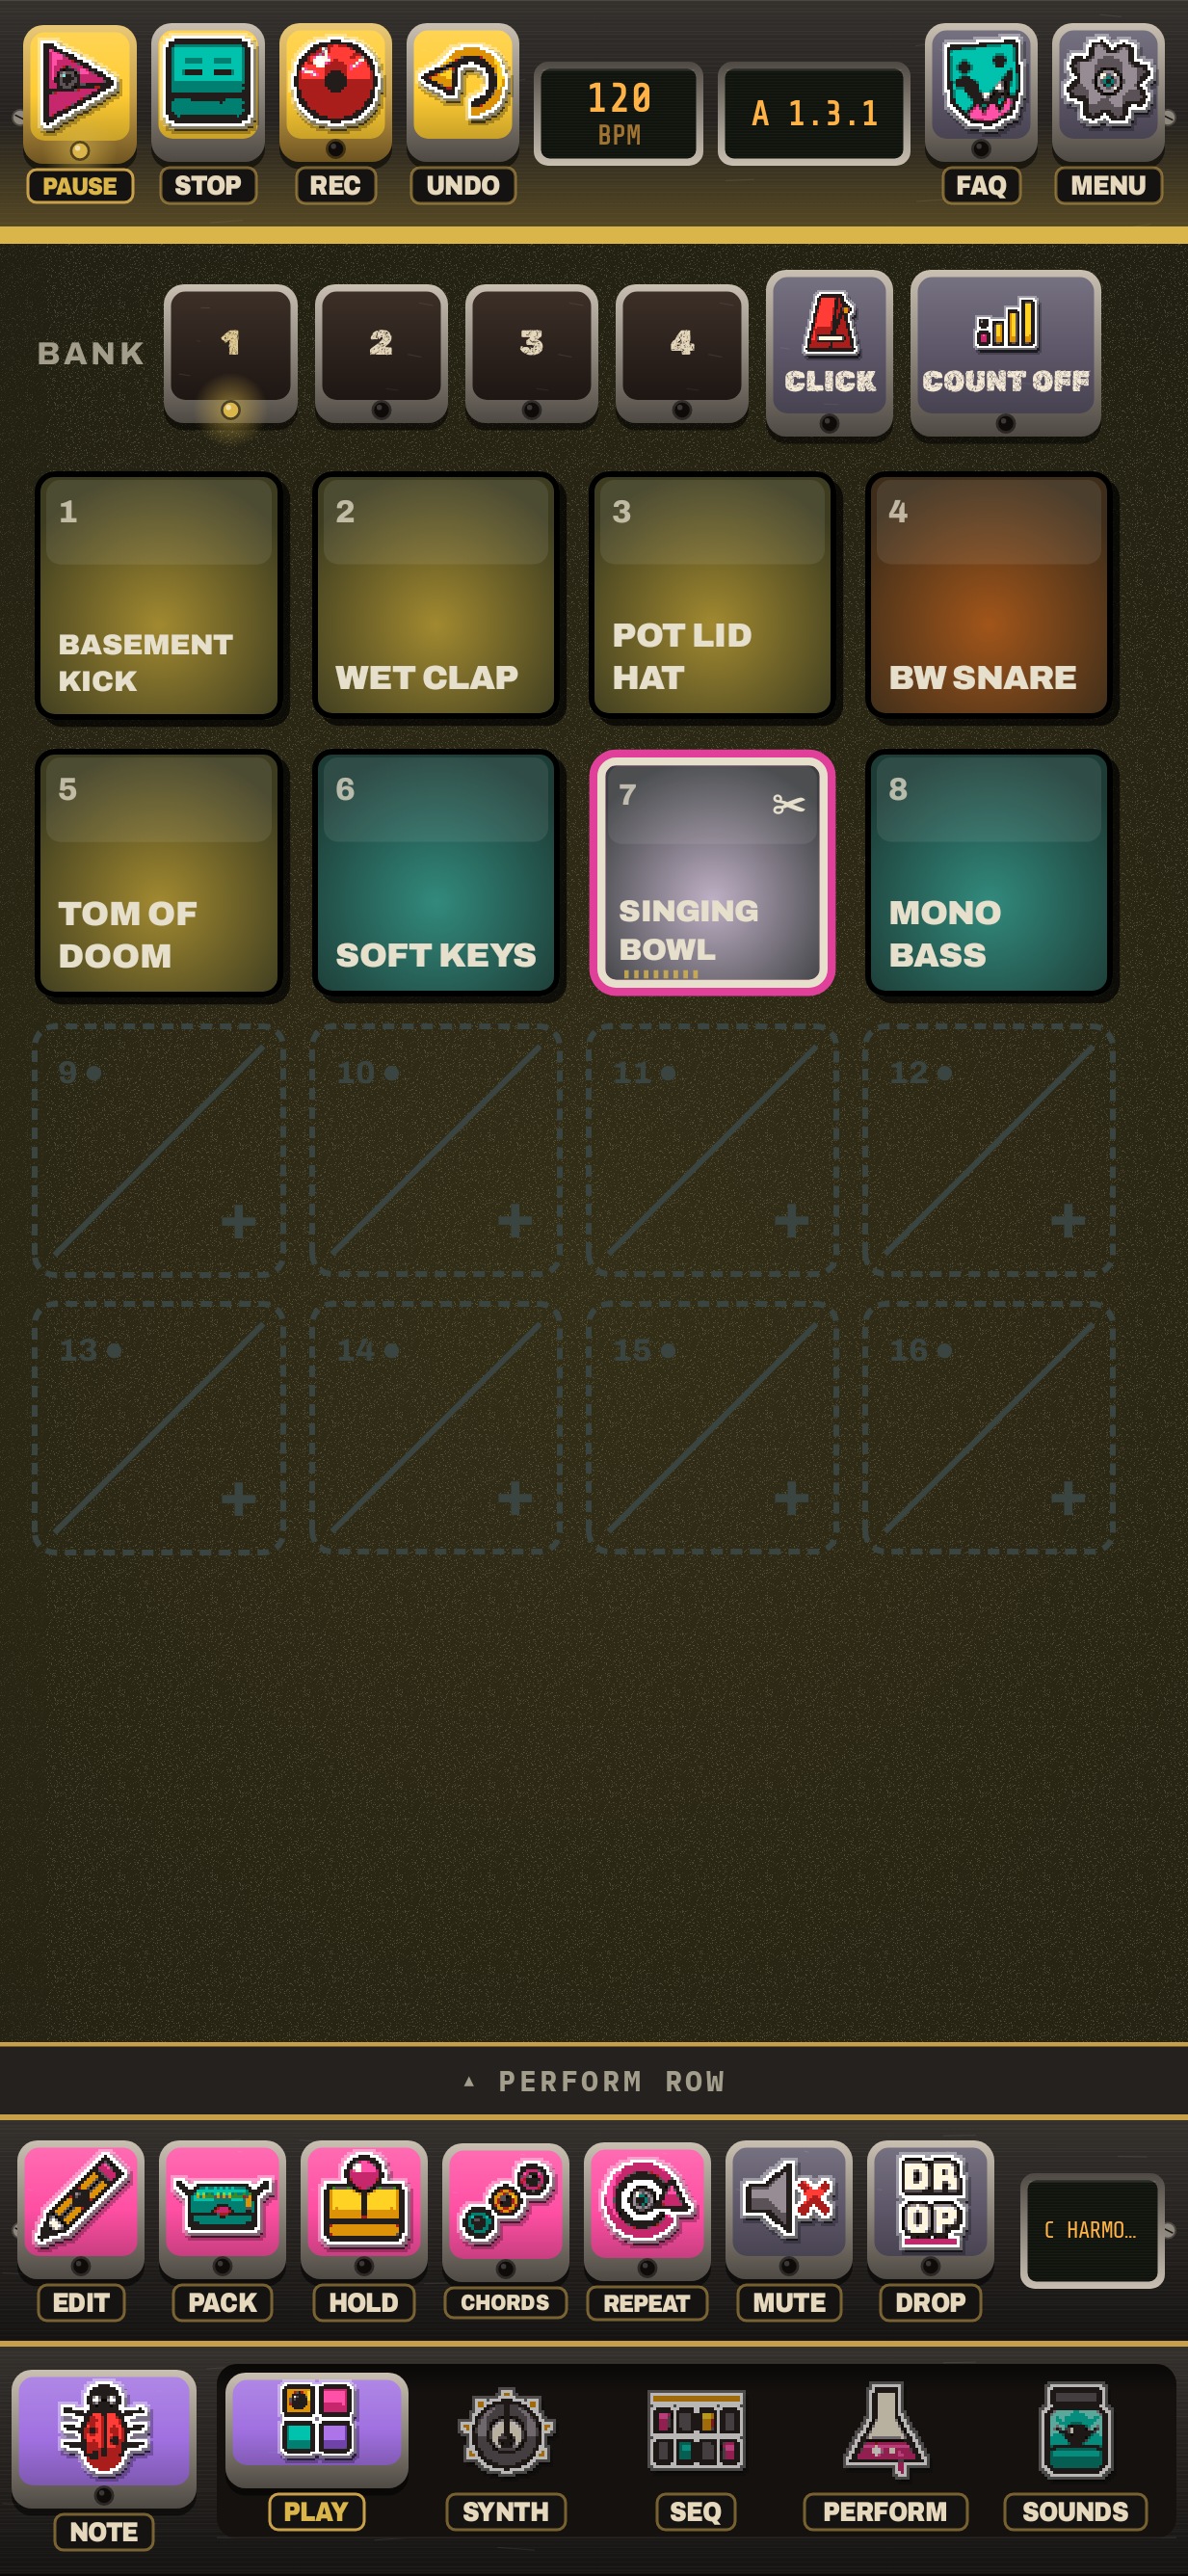 120
BPM
A 1.3.1
PAUSE
STOP
REC
UNDO
FAQ
MENU
BANK
1
2
3
4
CLICK
COUNT OFF
1
BASEMENT
KICK
2
WET CLAP
3
POT LID
HAT
4
BW SNARE
5
TOM OF
DOOM
6
SOFT KEYS
7
SINGING
BOWL
8
MONO
BASS
9
10
11
12
13
14
15
16
▲ PERFORM ROW
DR
OP
C HARMO…
EDIT
PACK
HOLD
CHORDS
REPEAT
MUTE
DROP
NOTE
PLAY
SYNTH
SEQ
PERFORM
SOUNDS